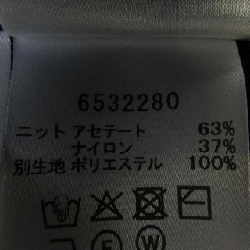 6532280
ニット アセテート 63%
ナイロン 37%
別生地 ポリエステル 100%